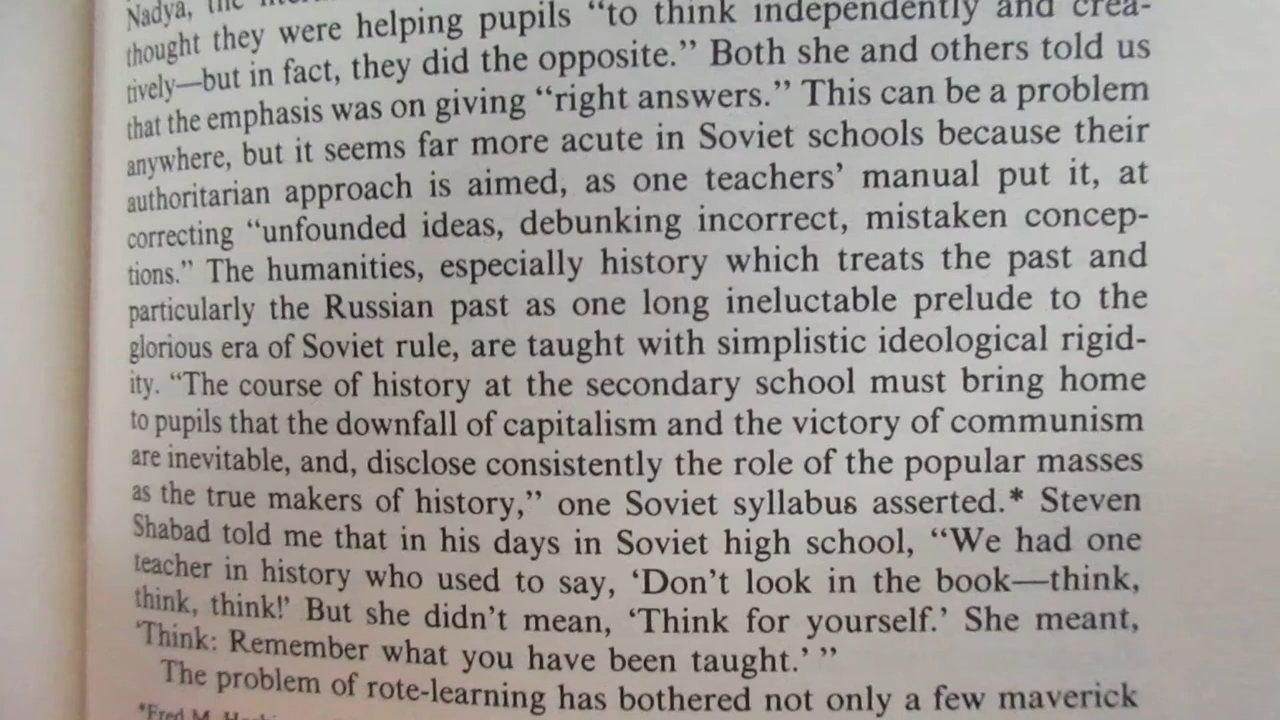 Nadya, the
thought they were helping pupils “to think independently and crea-
tively—but in fact, they did the opposite.” Both she and others told us
that the emphasis was on giving “right answers.” This can be a problem
anywhere, but it seems far more acute in Soviet schools because their
authoritarian approach is aimed, as one teachers’ manual put it, at
correcting “unfounded ideas, debunking incorrect, mistaken concep-
tions.” The humanities, especially history which treats the past and
particularly the Russian past as one long ineluctable prelude to the
glorious era of Soviet rule, are taught with simplistic ideological rigid-
ity. “The course of history at the secondary school must bring home
to pupils that the downfall of capitalism and the victory of communism
are inevitable, and, disclose consistently the role of the popular masses
as the true makers of history,” one Soviet syllabus asserted.* Steven
Shabad told me that in his days in Soviet high school, “We had one
teacher in history who used to say, ‘Don’t look in the book—think,
think, think!’ But she didn’t mean, ‘Think for yourself.’ She meant,
‘Think: Remember what you have been taught.’ ”
The problem of rote-learning has bothered not only a few maverick
*Fred M.